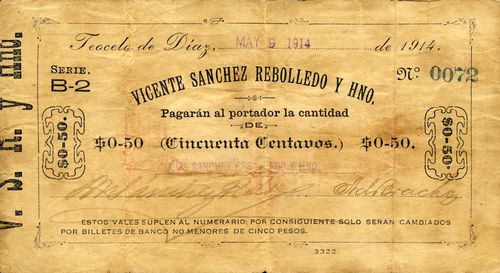 Teocelo de Díaz, MAY 8 1914 de 1914.
SERIE.
B-2
Nº 0072
VICENTE SANCHEZ REBOLLEDO Y HNO.
Pagarán al portador la cantidad
DE
$0-50 (Cincuenta Centavos.) $0-50.
$0-50.
$0-50.
V. S. R. y Hno.
ESTOS VALES SUPLEN AL NUMERARIO; POR CONSIGUIENTE SOLO SERAN CAMBIADOS
POR BILLETES DE BANCO NO MENORES DE CINCO PESOS.
3322.